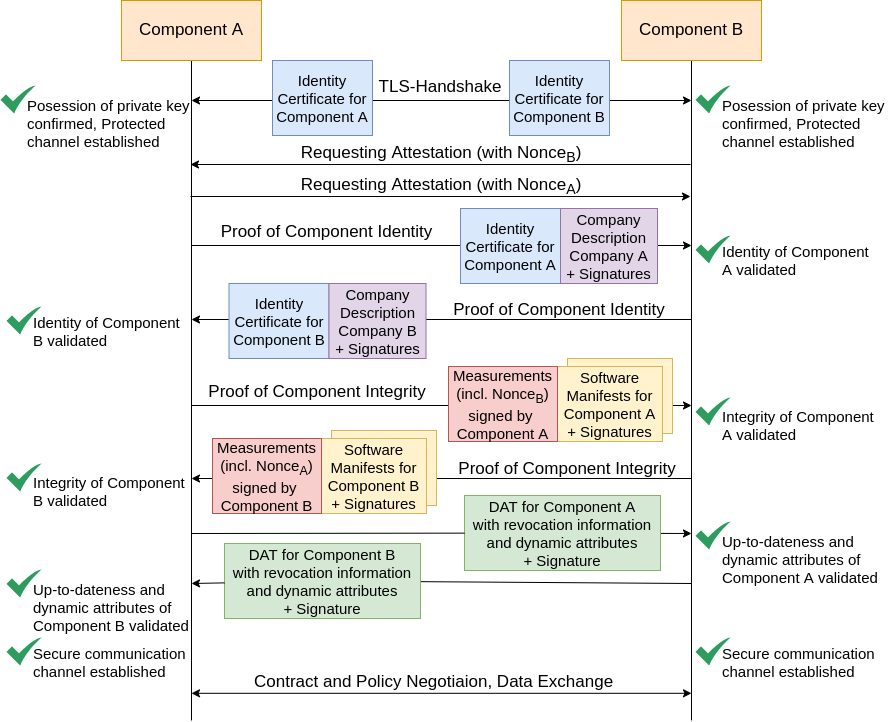 Component A
Component B
Identity
Certificate for
Component A
TLS-Handshake
Identity
Certificate for
Component B
Posession of private key
confirmed, Protected
channel established
Posession of private key
confirmed, Protected
channel established
Requesting Attestation (with NonceB)
Requesting Attestation (with NonceA)
Proof of Component Identity
Identity
Certificate for
Component A
Company
Description
Company A
+ Signatures
Identity of Component
A validated
Identity of Component
B validated
Identity
Certificate for
Component B
Company
Description
Company B
+ Signatures
Proof of Component Identity
Proof of Component Integrity
Measurements
(incl. NonceB)
signed by
Component A
Software
Manifests for
Component A
+ Signatures
Integrity of Component
A validated
Integrity of Component
B validated
Measurements
(incl. NonceA)
signed by
Component B
Software
Manifests for
Component B
+ Signatures
Proof of Component Integrity
DAT for Component A
with revocation information
and dynamic attributes
+ Signature
Up-to-dateness and
dynamic attributes of
Component A validated
DAT for Component B
with revocation information
and dynamic attributes
+ Signature
Up-to-dateness and
dynamic attributes of
Component B validated
Secure communication
channel established
Secure communication
channel established
Contract and Policy Negotiaion, Data Exchange